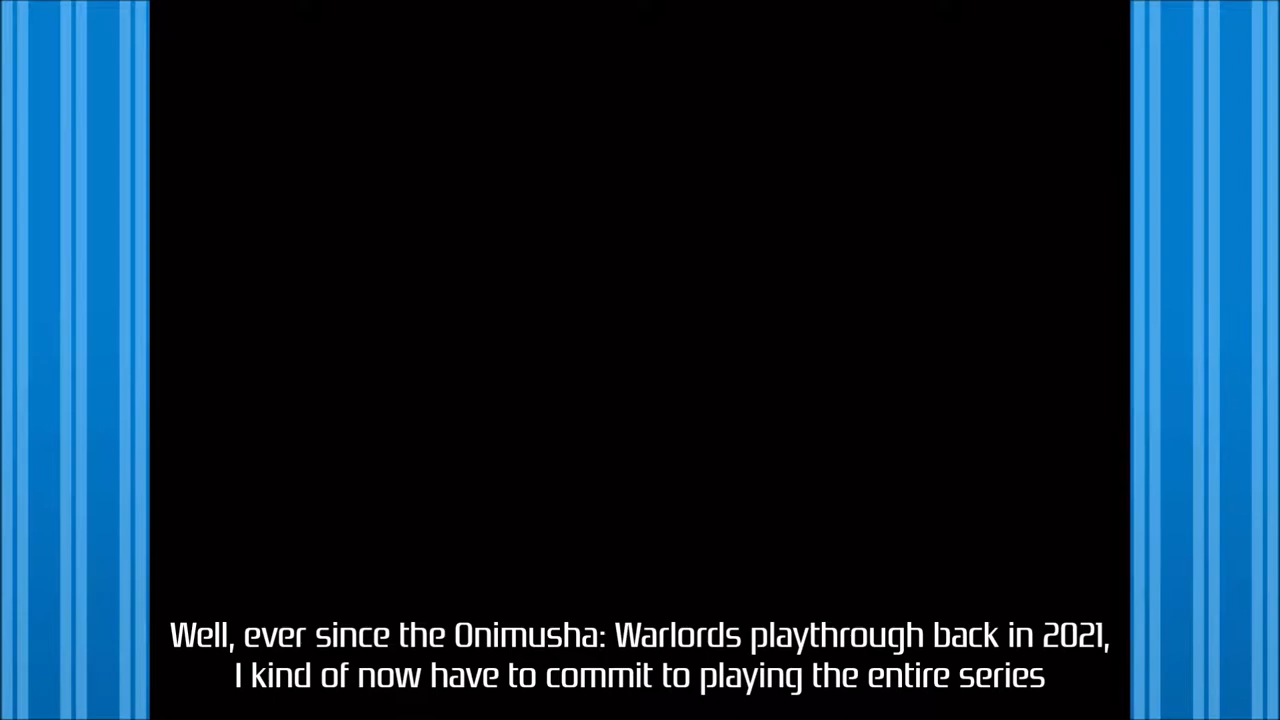 Well, ever since the Onimusha: Warlords playthrough back in 2021,
I kind of now have to commit to playing the entire series